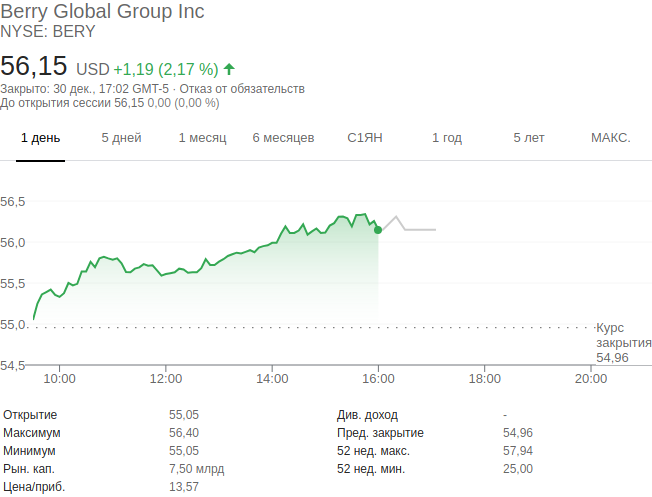 Berry Global Group Inc
NYSE: BERY
56,15 USD +1,19 (2,17 %)
Закрыто: 30 дек., 17:02 GMT-5 · Отказ от обязательств
До открытия сессии 56,15 0,00 (0,00 %)
1 день 5 дней 1 месяц 6 месяцев С1ЯН 1 год 5 лет МАКС.
56,5
56,0
55,5
55,0
Курс
закрытия
54,96
54,5
10:00 12:00 14:00 16:00 18:00 20:00
Открытие 55,05 Див. доход -
Максимум 56,40 Пред. закрытие 54,96
Минимум 55,05 52 нед. макс. 57,94
Рын. кап. 7,50 млрд 52 нед. мин. 25,00
Цена/приб. 13,57